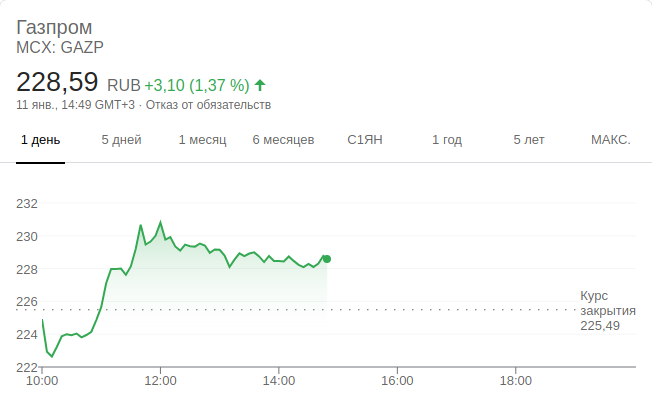 Газпром
MCX: GAZP
228,59 RUB +3,10 (1,37 %)
11 янв., 14:49 GMT+3 · Отказ от обязательств
1 день 5 дней 1 месяц 6 месяцев С1ЯН 1 год 5 лет МАКС.
232
230
228
226
224
222
Курс
закрытия
225,49
10:00 12:00 14:00 16:00 18:00